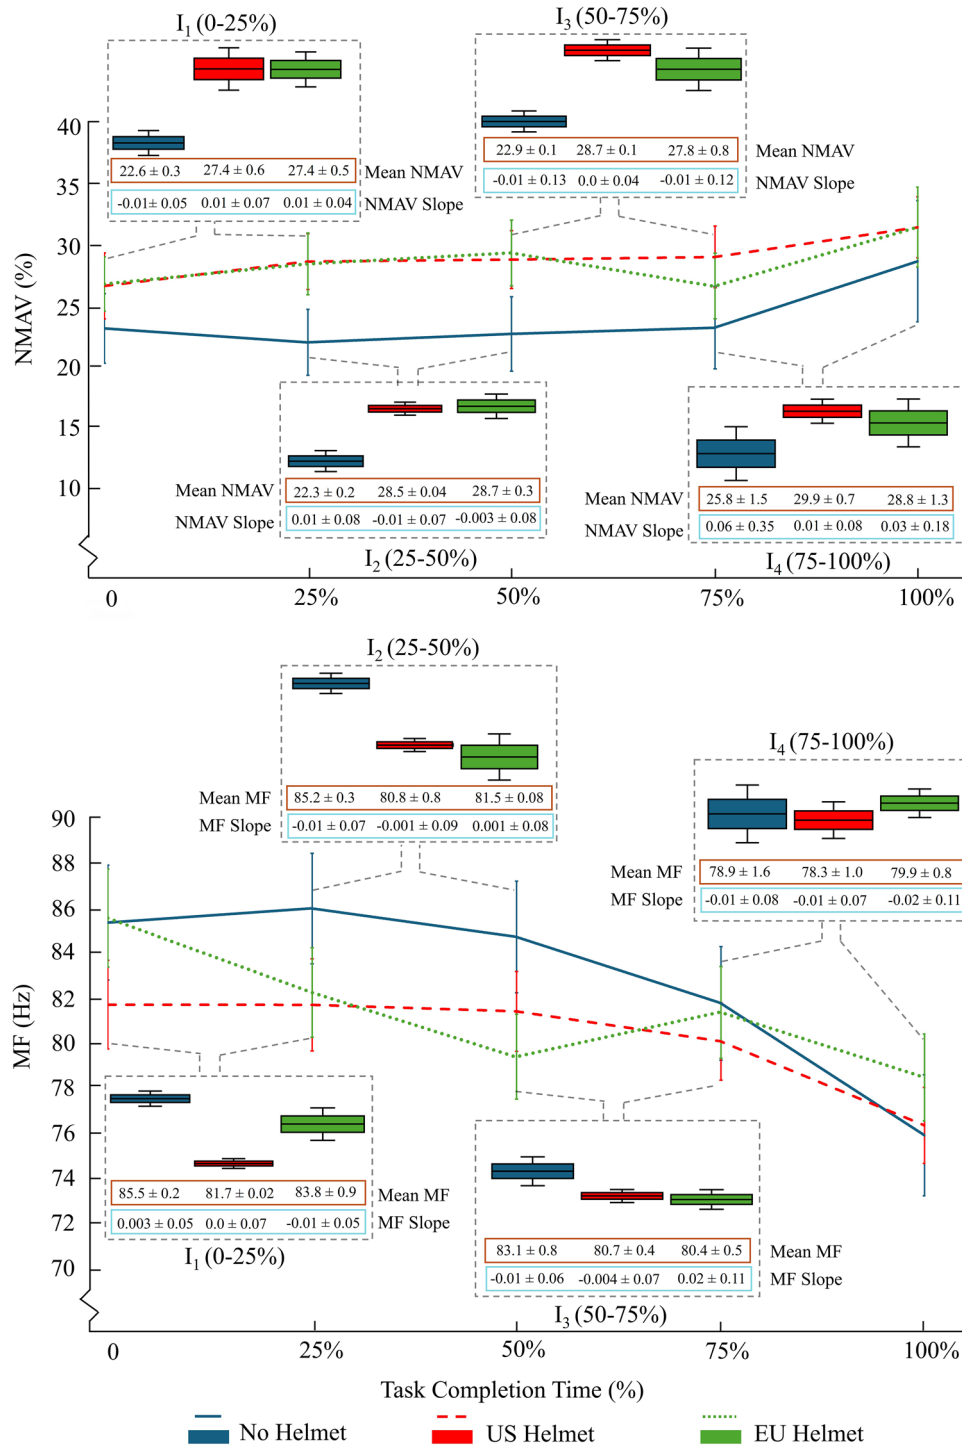 I1 (0-25%)
I3 (50-75%)
40
35
30
25
20
15
10
NMAV (%)
22.6 ± 0.3 27.4 ± 0.6 27.4 ± 0.5 Mean NMAV
-0.01± 0.05 0.01 ± 0.07 0.01 ± 0.04 NMAV Slope
22.9 ± 0.1 28.7 ± 0.1 27.8 ± 0.8 Mean NMAV
-0.01 ± 0.13 0.0 ± 0.04 -0.01 ± 0.12 NMAV Slope
Mean NMAV 22.3 ± 0.2 28.5 ± 0.04 28.7 ± 0.3
NMAV Slope 0.01 ± 0.08 -0.01 ± 0.07 -0.003 ± 0.08
I2 (25-50%)
Mean NMAV 25.8 ± 1.5 29.9 ± 0.7 28.8 ± 1.3
NMAV Slope 0.06 ± 0.35 0.01 ± 0.08 0.03 ± 0.18
I4 (75-100%)
0 25% 50% 75% 100%
I2 (25-50%)
Mean MF 85.2 ± 0.3 80.8 ± 0.8 81.5 ± 0.08
MF Slope -0.01 ± 0.07 -0.001 ± 0.09 0.001 ± 0.08
I4 (75-100%)
Mean MF 78.9 ± 1.6 78.3 ± 1.0 79.9 ± 0.8
MF Slope -0.01 ± 0.08 -0.01 ± 0.07 -0.02 ± 0.11
90
88
86
84
82
80
78
76
74
72
70
MF (Hz)
85.5 ± 0.2 81.7 ± 0.02 83.8 ± 0.9 Mean MF
0.003 ± 0.05 0.0 ± 0.07 -0.01 ± 0.05 MF Slope
I1 (0-25%)
83.1 ± 0.8 80.7 ± 0.4 80.4 ± 0.5 Mean MF
-0.01 ± 0.06 -0.004 ± 0.07 0.02 ± 0.11 MF Slope
I3 (50-75%)
0 25% 50% 75% 100%
Task Completion Time (%)
No Helmet US Helmet EU Helmet